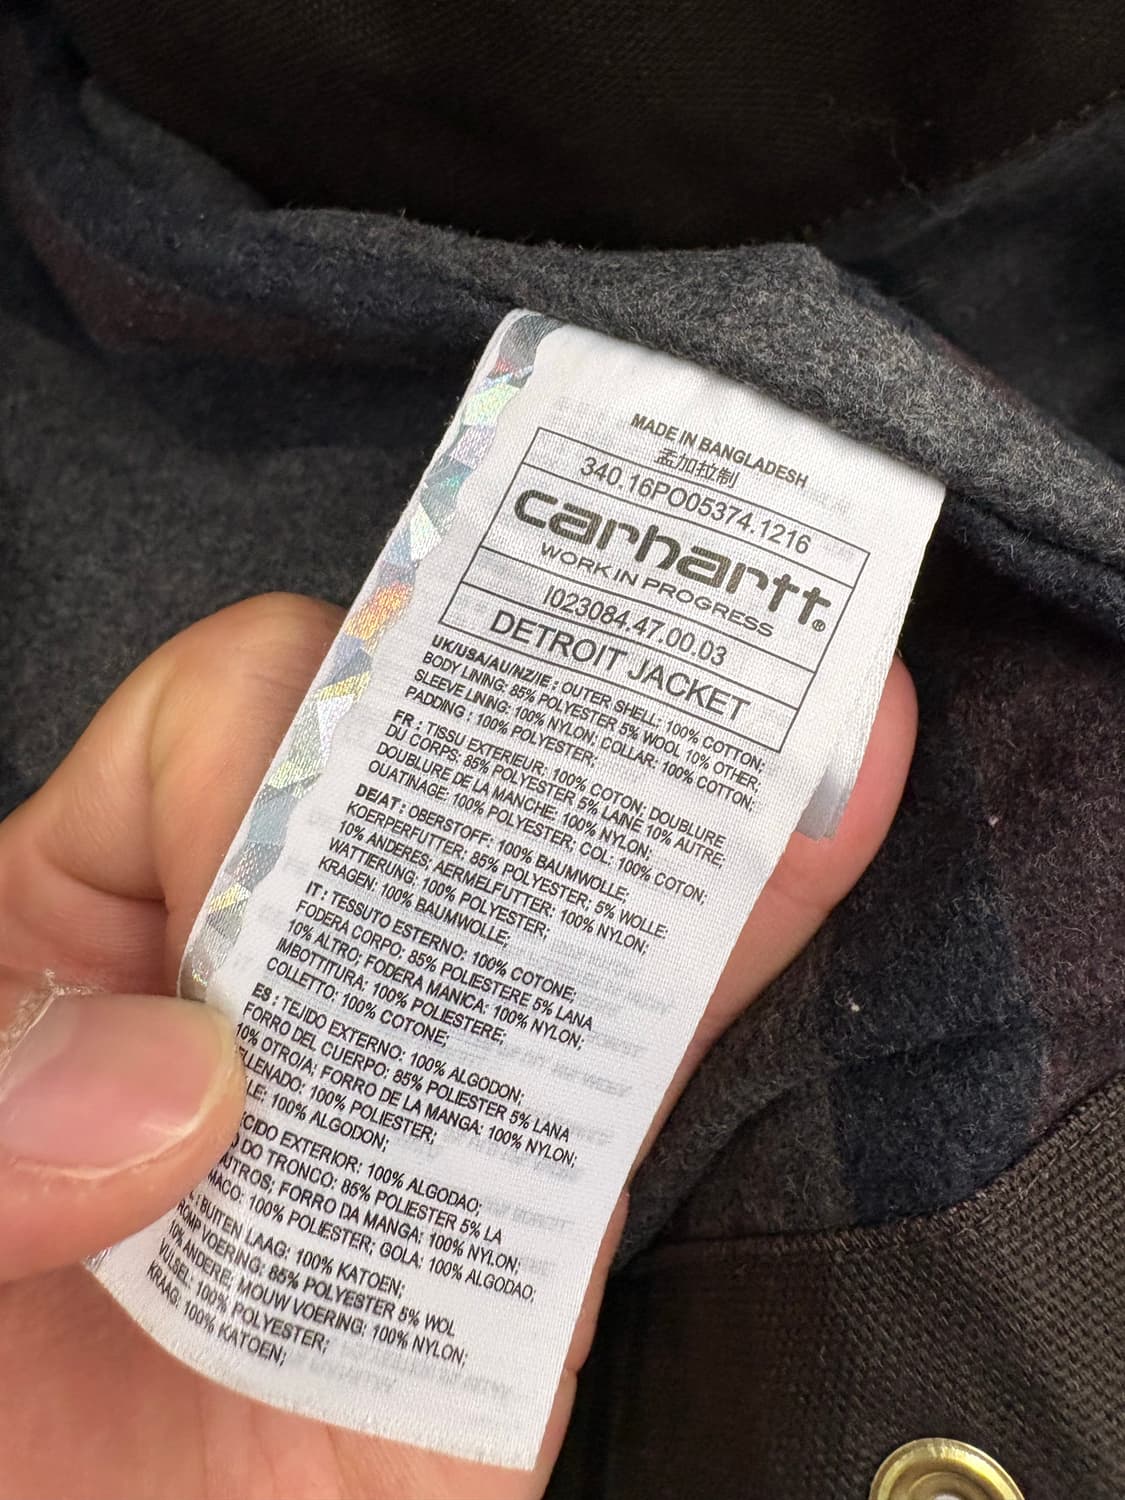 MADE IN BANGLADESH
孟加拉制
340.16PO05374.1216
carhartt®
WORK IN PROGRESS
I023084.47.00.03
DETROIT JACKET
UK/USA/AU/NZ/IE : OUTER SHELL: 100% COTTON;
BODY LINING: 85% POLYESTER 5% WOOL 10% OTHER;
SLEEVE LINING: 100% NYLON; COLLAR: 100% COTTON;
PADDING : 100% POLYESTER;
FR : TISSU EXTERIEUR: 100% COTON; DOUBLURE
DU CORPS: 85% POLYESTER 5% LAINE 10% AUTRE;
DOUBLURE DE LA MANCHE: 100% NYLON;
OUATINAGE: 100% POLYESTER; COL: 100% COTON;
DE/AT : OBERSTOFF: 100% BAUMWOLLE;
KOERPERFUTTER: 85% POLYESTER; 5% WOLLE:
10% ANDERES: AERMELFUTTER: 100% NYLON;
WATTIERUNG: 100% POLYESTER;
KRAGEN: 100% BAUMWOLLE;
IT : TESSUTO ESTERNO: 100% COTONE;
FODERA CORPO: 85% POLIESTERE 5% LANA
10% ALTRO; FODERA MANICA: 100% NYLON;
IMBOTTITURA: 100% POLIESTERE;
COLLETTO: 100% COTONE;
ES : TEJIDO EXTERNO: 100% ALGODON;
FORRO DEL CUERPO: 85% POLIESTER 5% LANA
10% OTRO/A; FORRO DE LA MANGA: 100% NYLON;
ELLENADO: 100% POLIESTER;
LE: 100% ALGODON;
CIDO EXTERIOR: 100% ALGODAO;
DO TRONCO: 85% POLIESTER 5% LA
AUTROS; FORRO DA MANGA: 100% NYLON;
MACO: 100% POLIESTER; GOLA: 100% ALGODAO;
: BUITEN LAAG: 100% KATOEN;
ROMP VOERING: 85% POLYESTER 5% WOL
10% ANDERE; MOUW VOERING: 100% NYLON;
VULSEL: 100% POLYESTER;
KRAAG: 100% KATOEN;